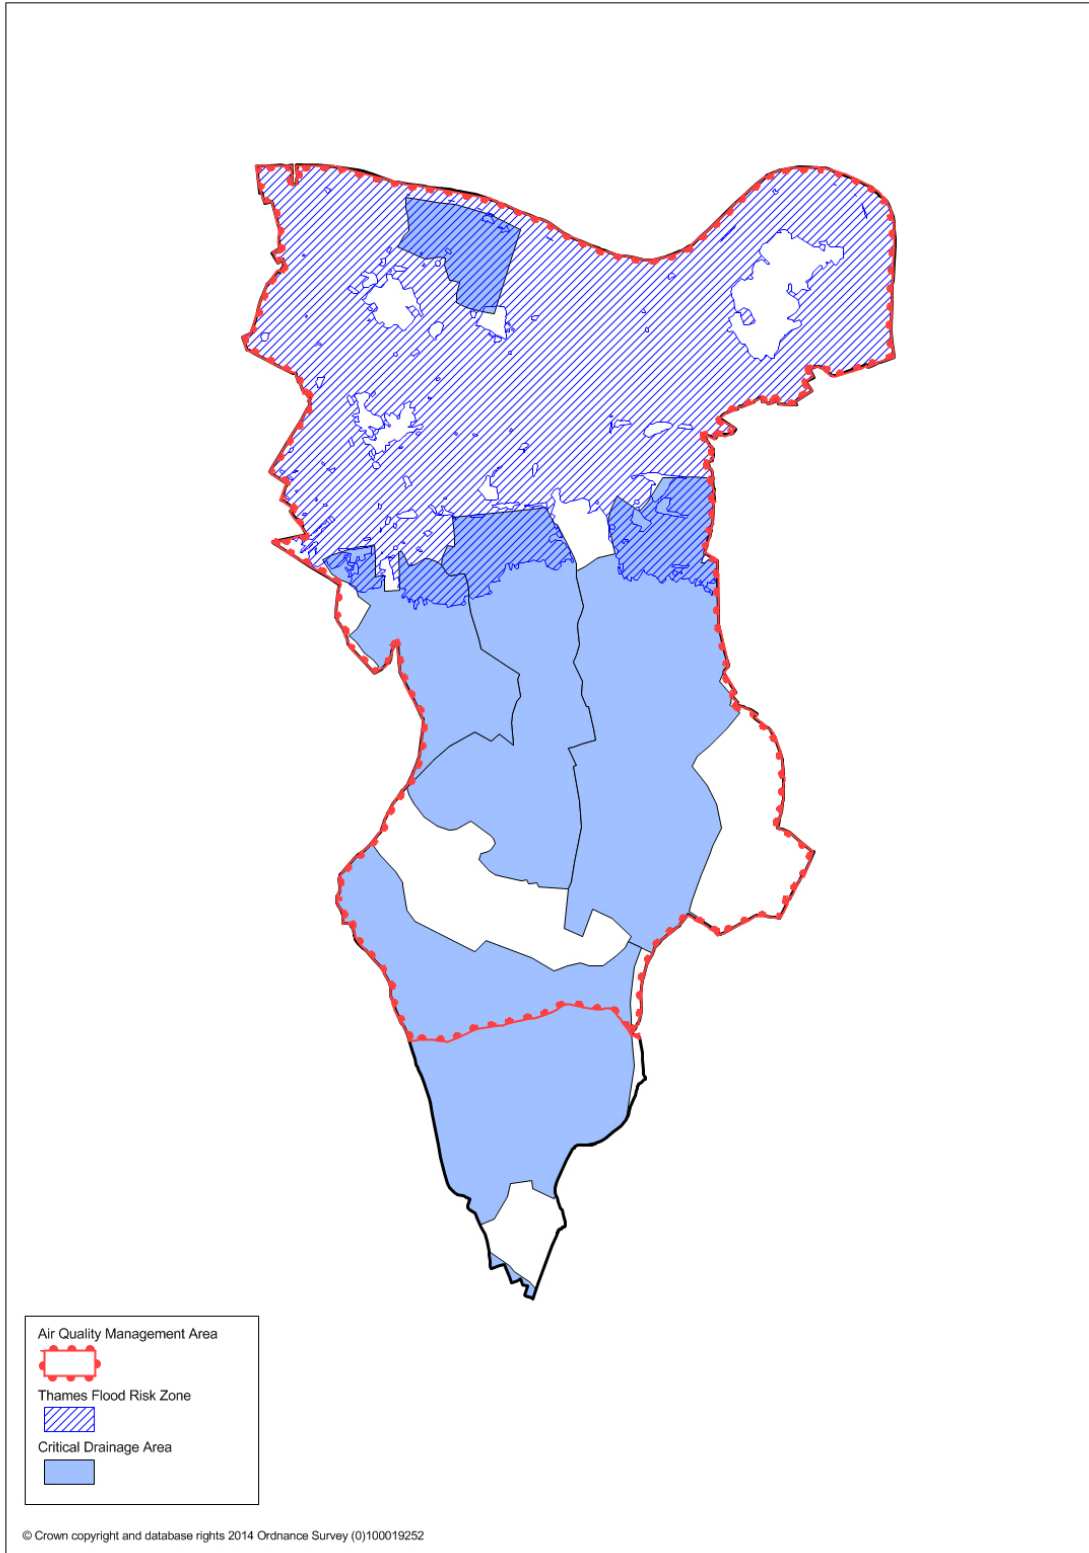 Air Quality Management Area
Thames Flood Risk Zone
Critical Drainage Area
© Crown copyright and database rights 2014 Ordnance Survey (0)100019252